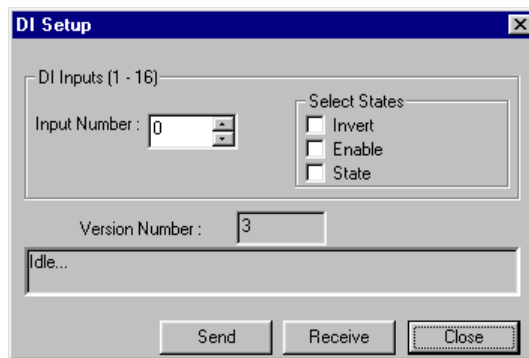 DI Setup
DI Inputs (1 - 16)
Input Number : 0
Select States
Invert
Enable
State
Version Number : 3
Idle...
Send Receive Close